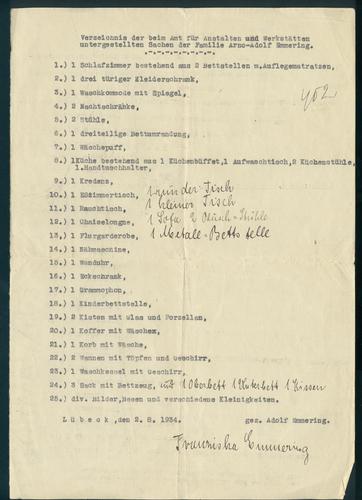 Verzeichnis der beim Amt für Anstalten und Werkstätten
untergestellten Sachen der Familie Arno-Adolf Emmering.
1.) 1 Schlafzimmer bestehend aus 2 Bettstellen m.Auflegematratzen,
2.) 1 drei türiger Kleiderschrank,
3.) 1 Waschkommode mit Spiegel,
4.) 2 Nachtschränke,
5.) 2 Stühle,
6.) 1 dreiteilige Bettumrandung,
7.) 1 Wäschepuff,
8.) 1Küche bestehend aus 1 Küchenbüffet, 1 Aufwaschtisch, 2 Küchenstühle,
1.Handtuchhalter,
9.) 1 Kredenz,
10.) 1 Eßzimmertisch, 1 runder Tisch
11.) 1 Rauchtisch, 1 kleiner Tisch
12.) 1 Chaiselongue, 1 Sofa 2 Stühle
13.) 1 Flurgarderobe, 1 Metall=Bettstelle
14.) 1 Nähmaschine,
15.) 1 Wanduhr,
16.) 1 Eckschrank,
17.) 1 Grammophon,
18.) 1 Kinderbettstelle,
19.) 2 Kisten mit Glas und Porzellan,
20.) 1 Koffer mit Wäsche,
21.) 1 Korb mit Wäsche,
22.) 2 Wannen mit Töpfen und Geschirr,
23.) 1 Waschkessel mit Geschirr,
24.) 3 Sack mit Bettzeug, und 1 Oberbett 1 Unterbett 1 Kissen
25.) div. Bilder, Besen und verschiedene Kleinigkeiten.
Lübeck, den 2. 8. 1934. gez. Adolf Emmering.
Franziska Emmering